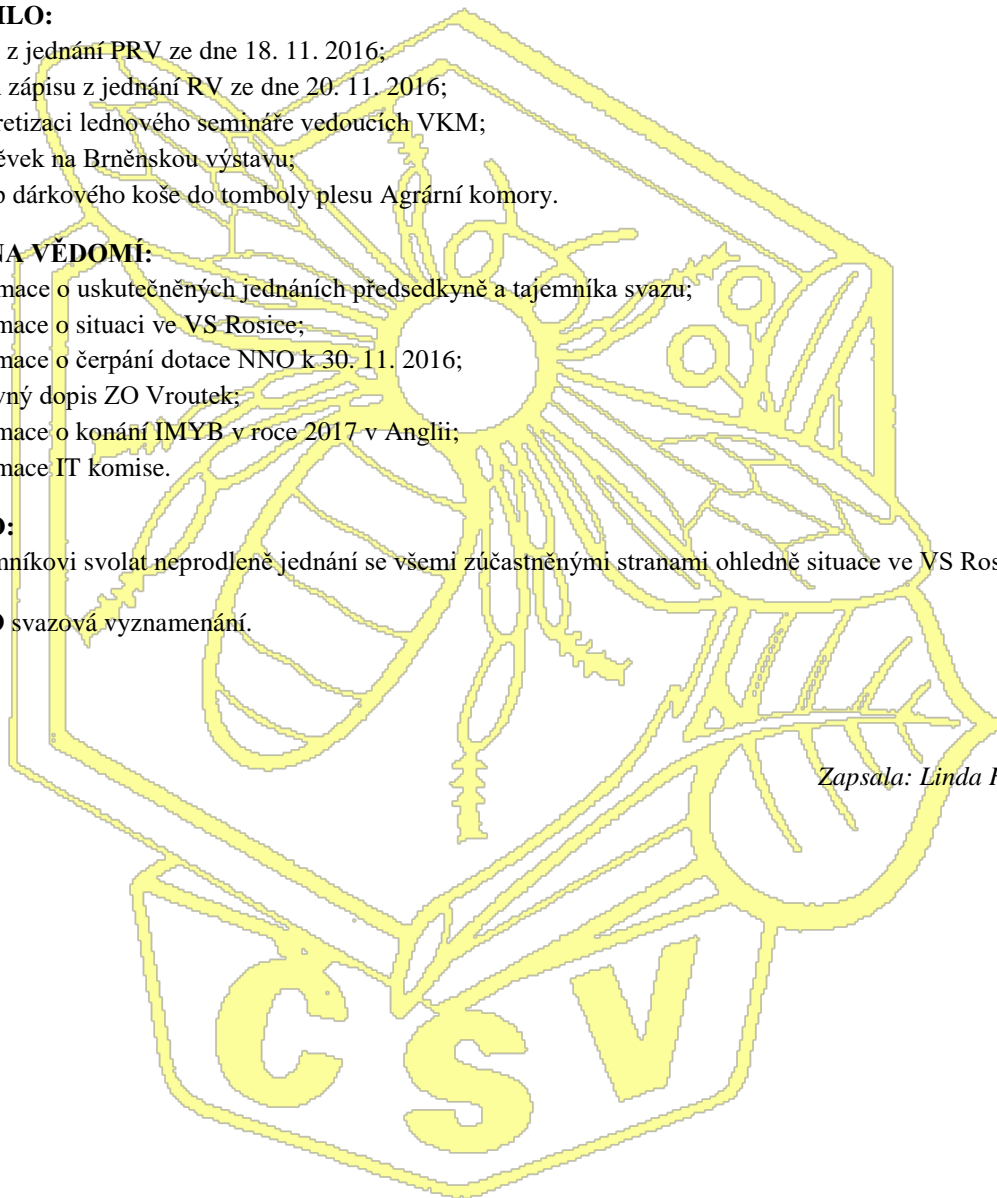 ILO:
z jednání PRV ze dne 18. 11. 2016;
zápisu z jednání RV ze dne 20. 11. 2016;
retizaci lednového semináře vedoucích VKM;
ěvek na Brněnskou výstavu;
p dárkového koše do tomboly plesu Agrární komory.
NA VĚDOMÍ:
mace o uskutečněných jednáních předsedkyně a tajemníka svazu;
mace o situaci ve VS Rosice;
mace o čerpání dotace NNO k 30. 11. 2016;
vný dopis ZO Vroutek;
mace o konání IMYB v roce 2017 v Anglii;
mace IT komise.
O:
mníkovi svolat neprodleně jednání se všemi zúčastněnými stranami ohledně situace ve VS Ros
O svazová vyznamenání.
Zapsala: Linda
CSV